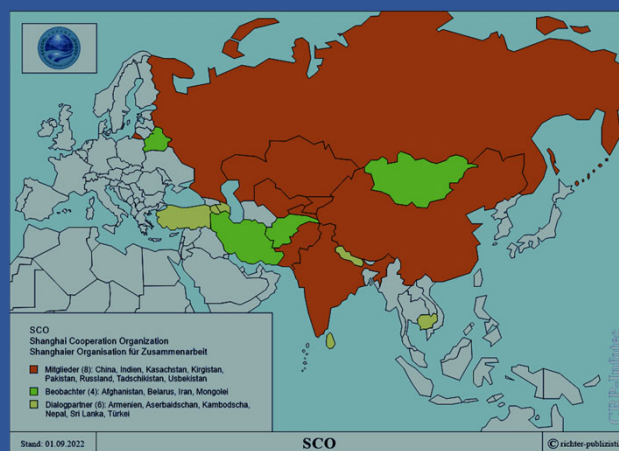 SCO
Shanghai Cooperation Organization
Shanghaier Organisation für Zusammenarbeit
Mitglieder (8): China, Indien, Kasachstan, Kirgistan,
Pakistan, Russland, Tadschikistan, Usbekistan
Beobachter (4): Afghanistan, Belarus, Iran, Mongolei
Dialogpartner (6): Armenien, Aserbaidschan, Kambodscha,
Nepal, Sri Lanka, Türkei
Stand: 01.09.2022
SCO
© richter-publizistik